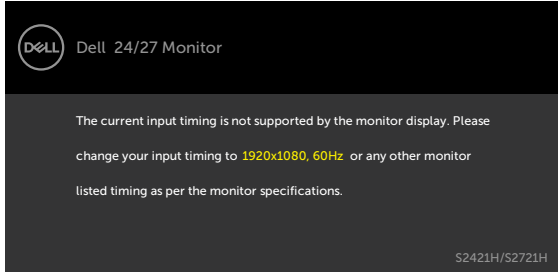 DELL
Dell 24/27 Monitor
The current input timing is not supported by the monitor display. Please
change your input timing to 1920x1080, 60Hz or any other monitor
listed timing as per the monitor specifications.
S2421H/S2721H